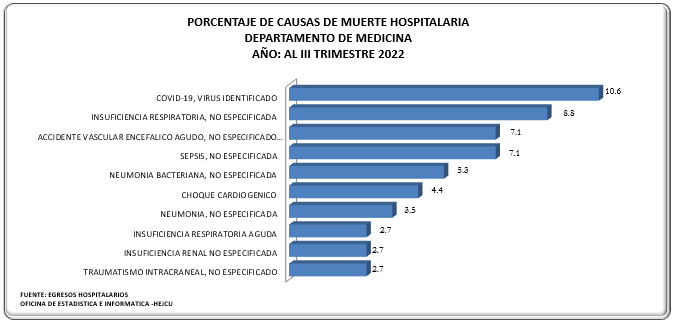 PORCENTAJE DE CAUSAS DE MUERTE HOSPITALARIA
DEPARTAMENTO DE MEDICINA
AÑO: AL III TRIMESTRE 2022
COVID-19, VIRUS IDENTIFICADO 10.6
INSUFICIENCIA RESPIRATORIA, NO ESPECIFICADA 8.8
ACCIDENTE VASCULAR ENCEFALICO AGUDO, NO ESPECIFICADO... 7.1
SEPSIS, NO ESPECIFICADA 7.1
NEUMONIA BACTERIANA, NO ESPECIFICADA 5.3
CHOQUE CARDIOGENICO 4.4
NEUMONIA, NO ESPECIFICADA 3.5
INSUFICIENCIA RESPIRATORIA AGUDA 2.7
INSUFICIENCIA RENAL NO ESPECIFICADA 2.7
TRAUMATISMO INTRACRANEAL, NO ESPECIFICADO 2.7
FUENTE: EGRESOS HOSPITALARIOS
OFICINA DE ESTADISTICA E INFORMATICA -HEJCU